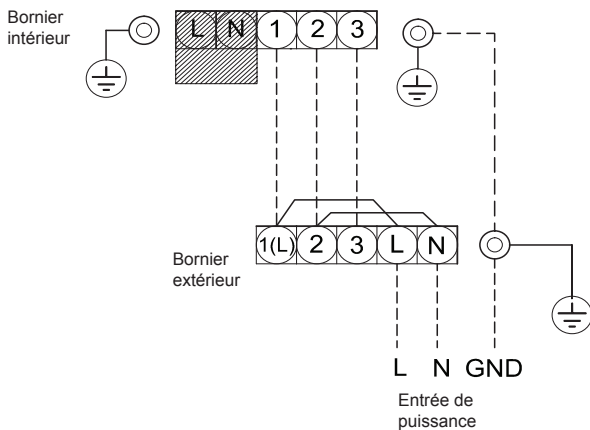 Bornier
intérieur
L N 1 2 3
1(L) 2 3 L N
Bornier
extérieur
L N GND
Entrée de
puissance